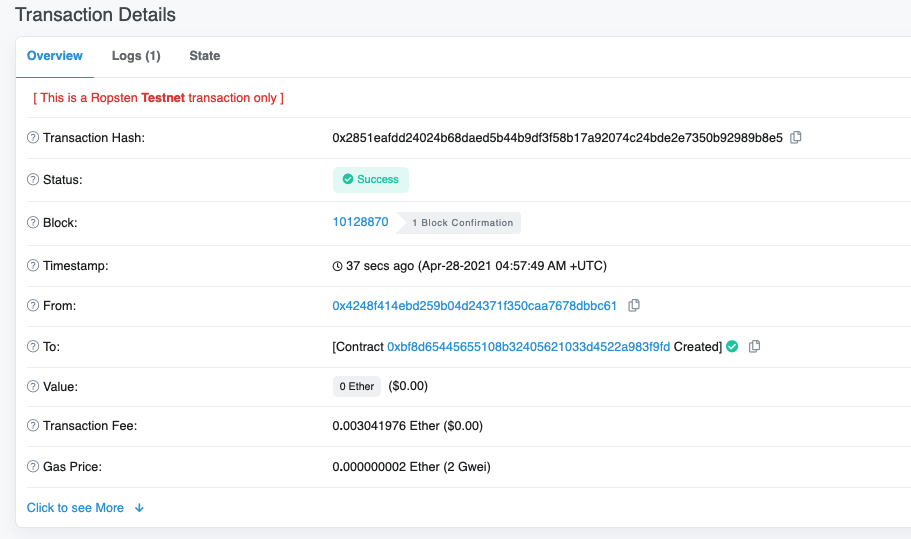 Transaction Details
Overview Logs (1) State
[ This is a Ropsten Testnet transaction only ]
Transaction Hash: 0x2851eafdd24024b68daed5b44b9df3f58b17a92074c24bde2e7350b92989b8e5
Status: Success
Block: 10128870 1 Block Confirmation
Timestamp: 37 secs ago (Apr-28-2021 04:57:49 AM +UTC)
From: 0x4248f414ebd259b04d24371f350caa7678dbbc61
To: [Contract 0xbf8d65445655108b32405621033d4522a983f9fd Created]
Value: 0 Ether ($0.00)
Transaction Fee: 0.003041976 Ether ($0.00)
Gas Price: 0.000000002 Ether (2 Gwei)
Click to see More